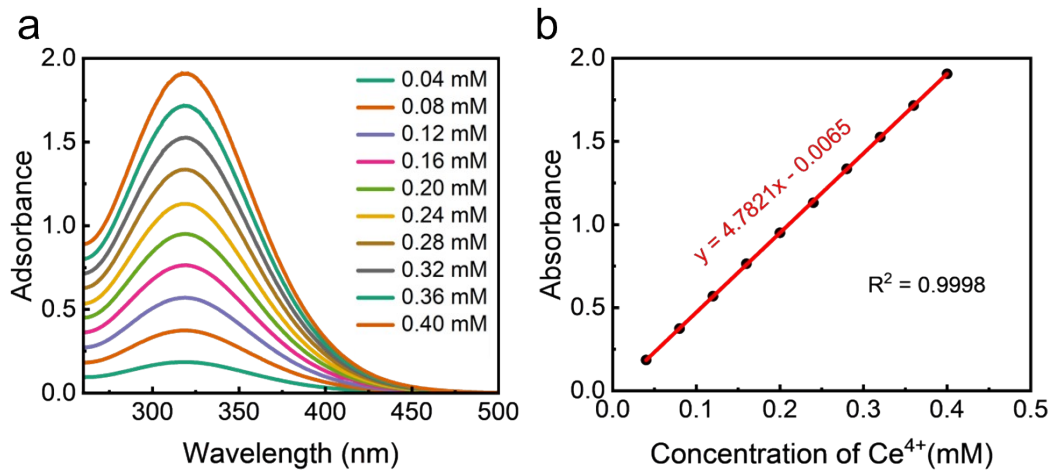 a
Adsorbance
2.0
1.5
1.0
0.5
0.0
0.04 mM
0.08 mM
0.12 mM
0.16 mM
0.20 mM
0.24 mM
0.28 mM
0.32 mM
0.36 mM
0.40 mM
300 350 400 450 500
Wavelength (nm)
b
Absorbance
2.0
1.5
1.0
0.5
0.0
y = 4.7821x - 0.0065
R² = 0.9998
0.0 0.1 0.2 0.3 0.4 0.5
Concentration of Ce⁴⁺(mM)